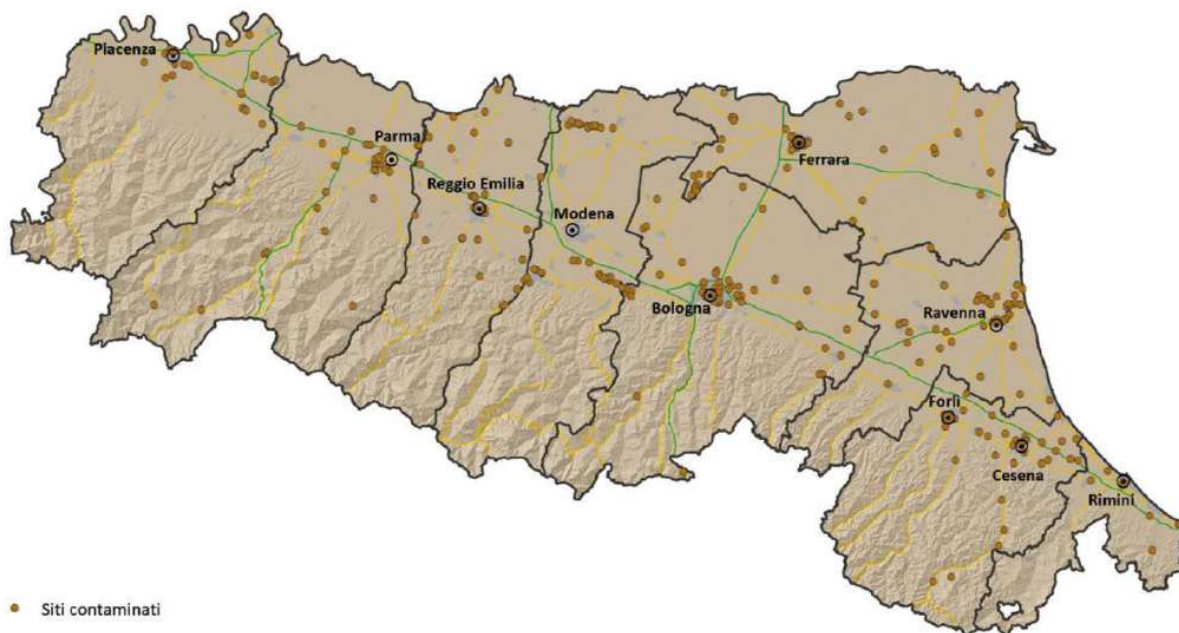 Piacenza
Parma
Ferrara
Reggio Emilia
Modena
Bologna
Ravenna
Forlì
Cesena
Rimini
Siti contaminati